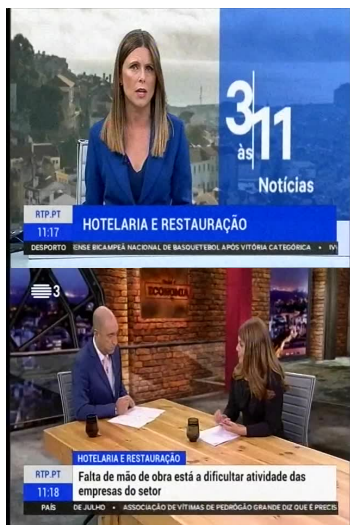 3
às 11
Notícias
RTP.PT
11:17
HOTELARIA E RESTAURAÇÃO
DESPORTO ENSE BICAMPEÃ NACIONAL DE BASQUETEBOL APÓS VITÓRIA CATEGÓRICA •
3
ECONOMIA
HOTELARIA E RESTAURAÇÃO
RTP.PT
11:18
Falta de mão de obra está a dificultar atividade das
empresas do setor
PAÍS DE JULHO • ASSOCIAÇÃO DE VÍTIMAS DE PEDRÓGÃO GRANDE DIZ QUE É PRECIS